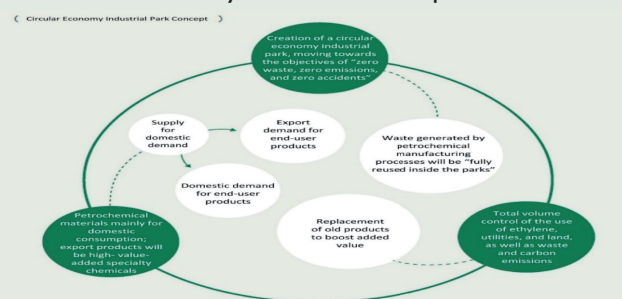 ( Circular Economy Industrial Park Concept )
Creation of a circular
economy industrial
park, moving towards
the objectives of "zero
waste, zero emissions,
and zero accidents"
Supply
for
domestic
demand
Export
demand for
end-user
products
Waste generated by
petrochemical
manufacturing
processes will be "fully
reused inside the parks"
Domestic demand
for end-user
products
Petrochemical
materials mainly for
domestic
consumption;
export products will
be high- value-
added specialty
chemicals
Replacement
of old products
to boost added
value
Total volume
control of the use
of ethylene,
utilities, and land,
as well as waste
and carbon
emissions